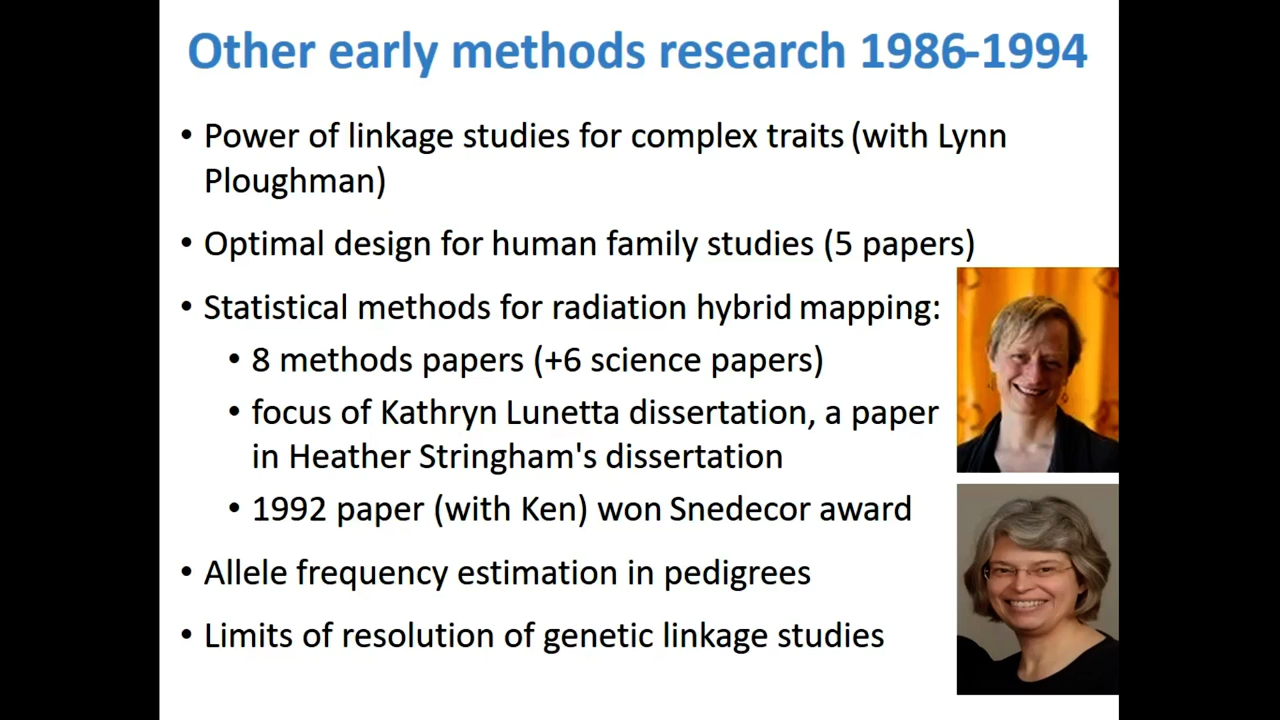 Other early methods research 1986-1994
• Power of linkage studies for complex traits (with Lynn
Ploughman)
• Optimal design for human family studies (5 papers)
• Statistical methods for radiation hybrid mapping:
• 8 methods papers (+6 science papers)
• focus of Kathryn Lunetta dissertation, a paper
in Heather Stringham's dissertation
• 1992 paper (with Ken) won Snedecor award
• Allele frequency estimation in pedigrees
• Limits of resolution of genetic linkage studies